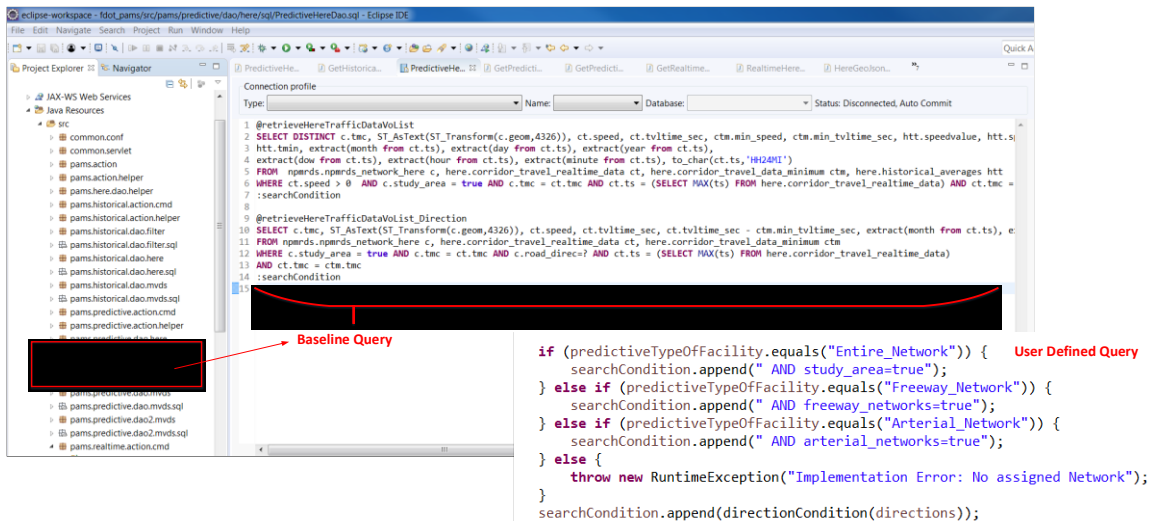 eclipse-workspace - fdot_pams/src/pams/predictive/dao/here/sql/PredictiveHereDao.sql - Eclipse IDE
File Edit Navigate Search Project Run Window Help
Quick A
Project Explorer Navigator
PredictiveHe... GetHistorica... PredictiveHe... GetPredicti... GetPredicti... GetRealtime... RealtimeHere... HereGeoJson...
JAX-WS Web Services
Java Resources
src
common.conf
common.servlet
pams.action
pams.action.helper
pams.here.dao.helper
pams.historical.action.cmd
pams.historical.action.helper
pams.historical.dao.filter
pams.historical.dao.filter.sql
pams.historical.dao.here
pams.historical.dao.here.sql
pams.historical.dao.mvds
pams.historical.dao.mvds.sql
pams.predictive.action.cmd
pams.predictive.action.helper
pams.predictive.dao.here
pams.predictive.dao.mvds
pams.predictive.dao.mvds.sql
pams.predictive.dao2.mvds
pams.predictive.dao2.mvds.sql
pams.realtime.action.cmd
Connection profile
Type: Name: Database: Status: Disconnected, Auto Commit
1 @retrieveHereTrafficDataVoList
2 SELECT DISTINCT c.tmc, ST_AsText(ST_Transform(c.geom,4326)), ct.speed, ct.tvltime_sec, ctm.min_speed, ctm.min_tvltime_sec, htt.speedvalue, htt.s
3 htt.tmin, extract(month from ct.ts), extract(day from ct.ts), extract(year from ct.ts),
4 extract(dow from ct.ts), extract(hour from ct.ts), extract(minute from ct.ts), to_char(ct.ts,'HH24MI')
5 FROM npmrds.npmrds_network_here c, here.corridor_travel_realtime_data ct, here.corridor_travel_data_minimum ctm, here.historical_averages htt
6 WHERE ct.speed > 0 AND c.study_area = true AND c.tmc = ct.tmc AND ct.ts = (SELECT MAX(ts) FROM here.corridor_travel_realtime_data) AND ct.tmc =
7 :searchCondition
8
9 @retrieveHereTrafficDataVoList_Direction
10 SELECT c.tmc, ST_AsText(ST_Transform(c.geom,4326)), ct.speed, ct.tvltime_sec, ct.tvltime_sec - ctm.min_tvltime_sec, extract(month from ct.ts), e
11 FROM npmrds.npmrds_network_here c, here.corridor_travel_realtime_data ct, here.corridor_travel_data_minimum ctm
12 WHERE c.study_area = true AND c.tmc = ct.tmc AND c.road_direc=? AND ct.ts = (SELECT MAX(ts) FROM here.corridor_travel_realtime_data)
13 AND ct.tmc = ctm.tmc
14 :searchCondition
15
Baseline Query
User Defined Query
if (predictiveTypeOfFacility.equals("Entire_Network")) {
searchCondition.append(" AND study_area=true");
} else if (predictiveTypeOfFacility.equals("Freeway_Network")) {
searchCondition.append(" AND freeway_networks=true");
} else if (predictiveTypeOfFacility.equals("Arterial_Network")) {
searchCondition.append(" AND arterial_networks=true");
} else {
throw new RuntimeException("Implementation Error: No assigned Network");
}
searchCondition.append(directionCondition(directions));